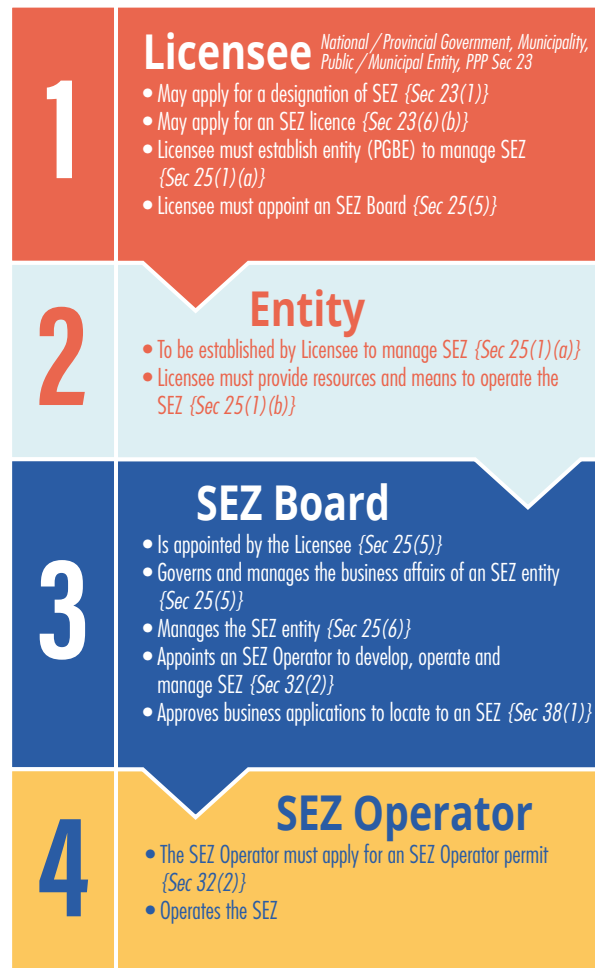 1
Licensee National / Provincial Government, Municipality,
Public / Municipal Entity, PPP Sec 23
• May apply for a designation of SEZ {Sec 23(1)}
• May apply for an SEZ licence {Sec 23(6)(b)}
• Licensee must establish entity (PGBE) to manage SEZ
{Sec 25(1)(a)}
• Licensee must appoint an SEZ Board {Sec 25(5)}
2
Entity
• To be established by Licensee to manage SEZ {Sec 25(1)(a)}
• Licensee must provide resources and means to operate the
SEZ {Sec 25(1)(b)}
3
SEZ Board
• Is appointed by the Licensee {Sec 25(5)}
• Governs and manages the business affairs of an SEZ entity
{Sec 25(5)}
• Manages the SEZ entity {Sec 25(6)}
• Appoints an SEZ Operator to develop, operate and
manage SEZ {Sec 32(2)}
• Approves business applications to locate to an SEZ {Sec 38(1)}
4
SEZ Operator
• The SEZ Operator must apply for an SEZ Operator permit
{Sec 32(2)}
• Operates the SEZ